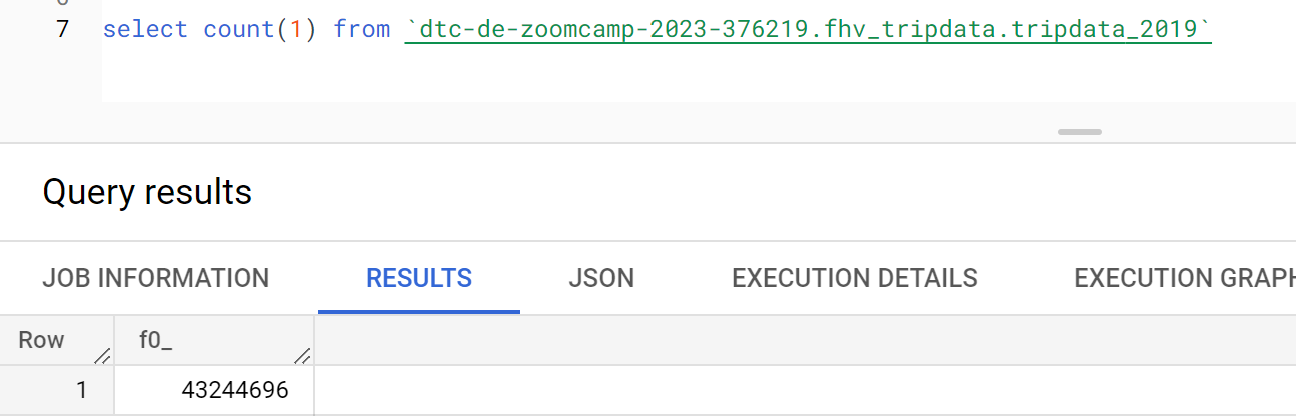 7 select count(1) from `dtc-de-zoomcamp-2023-376219.fhv_tripdata.tripdata_2019`
Query results
JOB INFORMATION RESULTS JSON EXECUTION DETAILS EXECUTION GRAPH
Row f0_
1 43244696